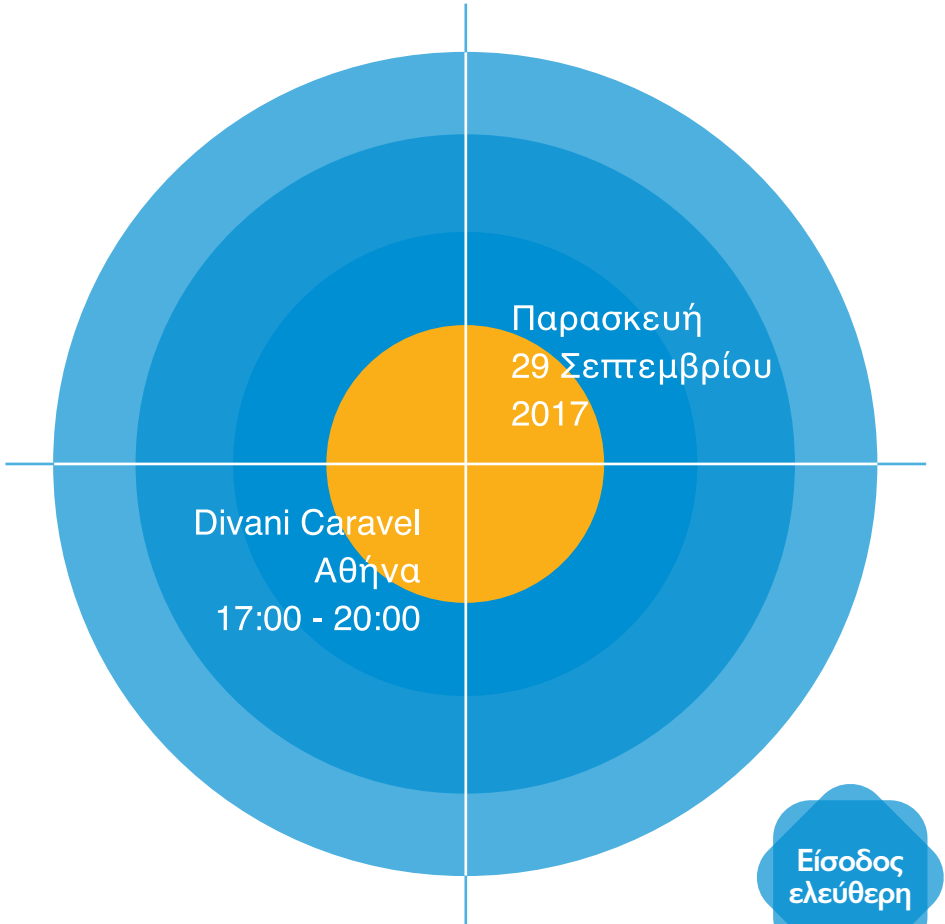 Παρασκευή
29 Σεπτεμβρίου
2017
Divani Caravel
Αθήνα
17:00 - 20:00
Είσοδος
ελεύθερη